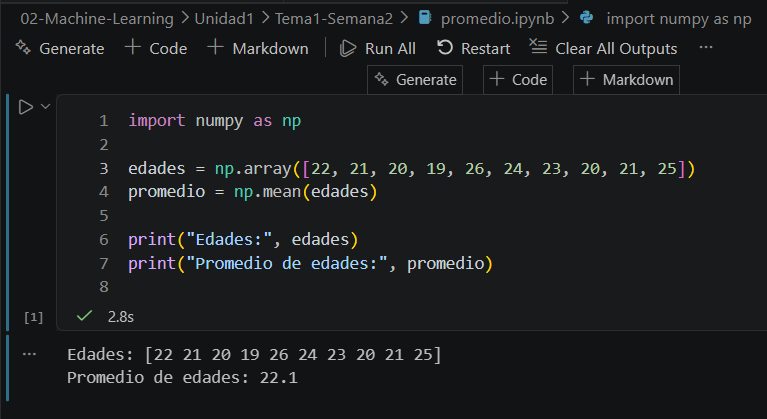 02-Machine-Learning > Unidad1 > Tema1-Semana2 > promedio.ipynb > import numpy as np
Generate + Code + Markdown | Run All Restart Clear All Outputs ...
Generate + Code + Markdown
1 import numpy as np
2
3 edades = np.array([22, 21, 20, 19, 26, 24, 23, 20, 21, 25])
4 promedio = np.mean(edades)
5
6 print("Edades:", edades)
7 print("Promedio de edades:", promedio)
8
[1] 2.8s
... Edades: [22 21 20 19 26 24 23 20 21 25]
Promedio de edades: 22.1